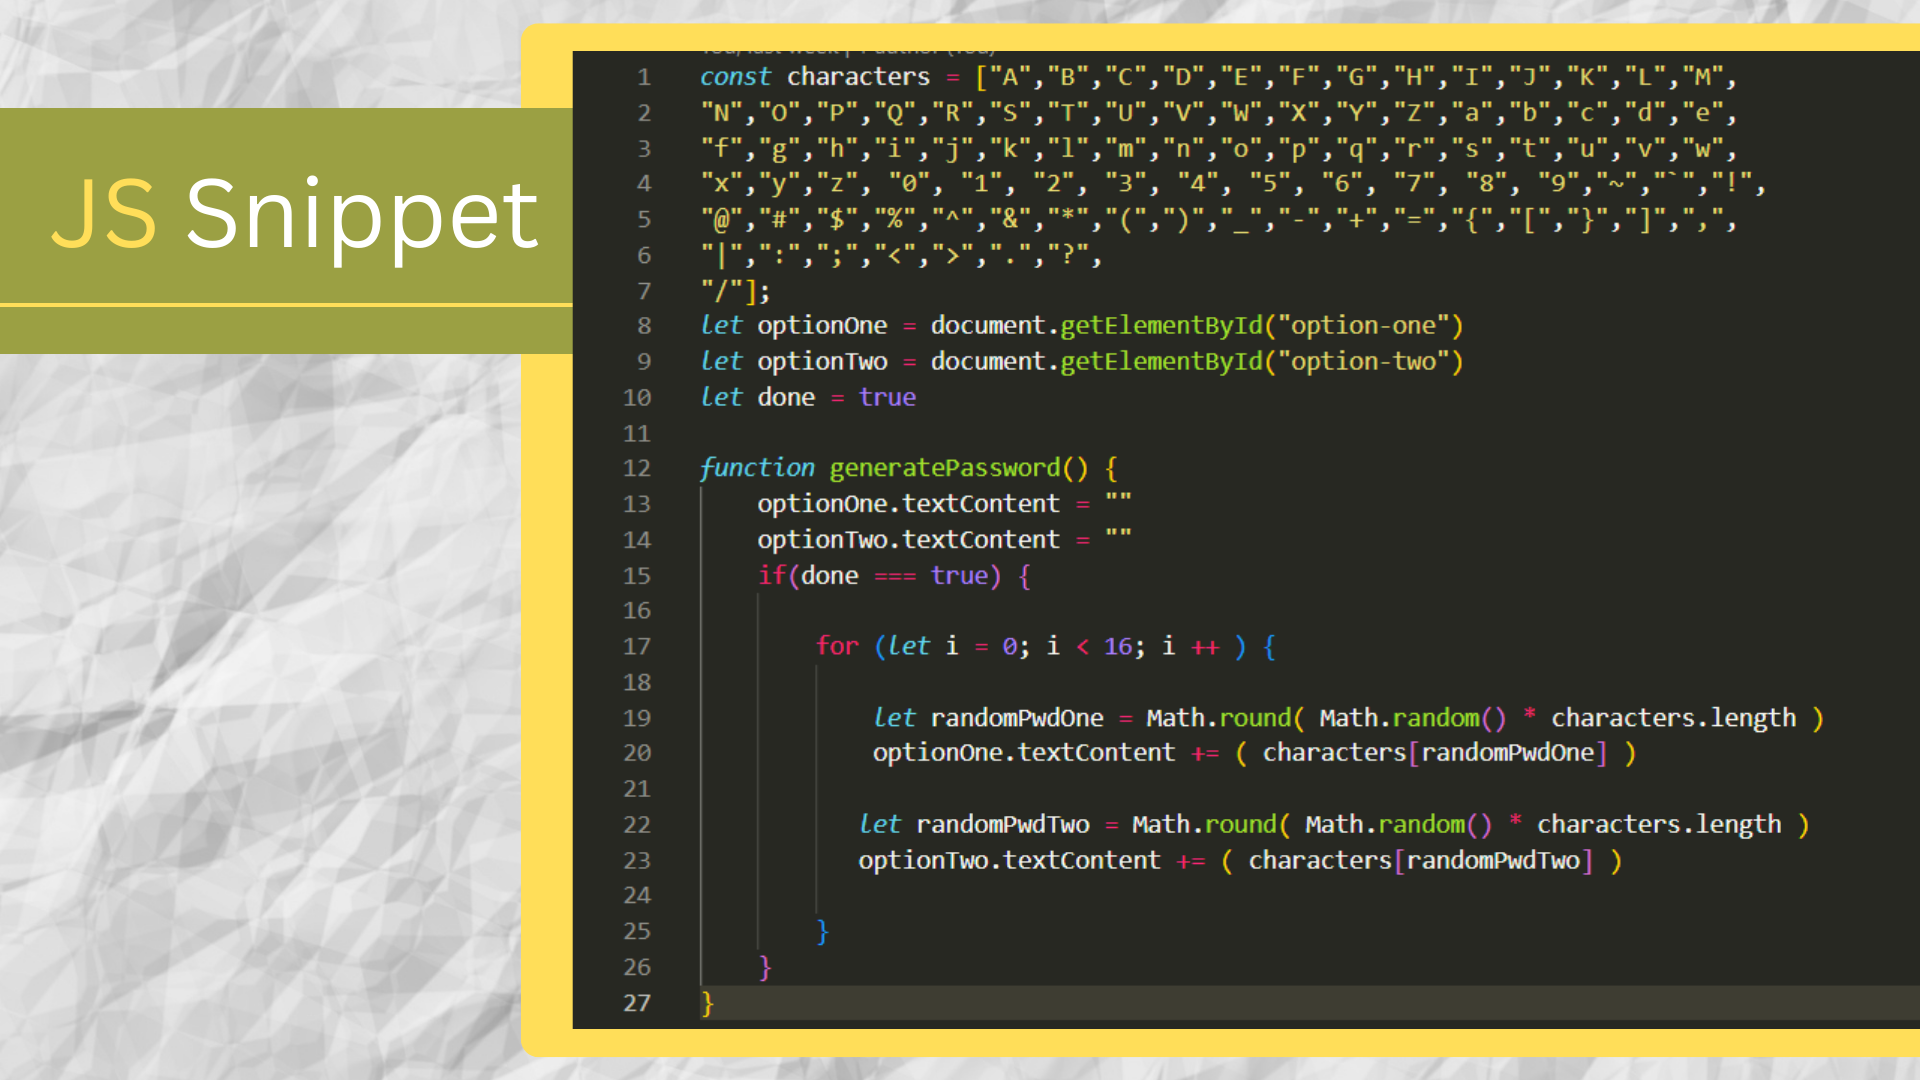 JS Snippet
1 const characters = ["A","B","C","D","E","F","G","H","I","J","K","L","M",
2 "N","O","P","Q","R","S","T","U","V","W","X","Y","Z","a","b","c","d","e",
3 "f","g","h","i","j","k","l","m","n","o","p","q","r","s","t","u","v","w",
4 "x","y","z", "0", "1", "2", "3", "4", "5", "6", "7", "8", "9","~","`","!",
5 "@","#","$","%","^","&","*","(",")","_","-","+","=","{","[","}","]",",",
6 "|",":",";","<",">",".","?",
7 "/"];
8 let optionOne = document.getElementById("option-one")
9 let optionTwo = document.getElementById("option-two")
10 let done = true
11
12 function generatePassword() {
13 optionOne.textContent = ""
14 optionTwo.textContent = ""
15 if(done === true) {
16
17 for (let i = 0; i < 16; i ++ ) {
18
19 let randomPwdOne = Math.round( Math.random() * characters.length )
20 optionOne.textContent += ( characters[randomPwdOne] )
21
22 let randomPwdTwo = Math.round( Math.random() * characters.length )
23 optionTwo.textContent += ( characters[randomPwdTwo] )
24
25 }
26 }
27 }